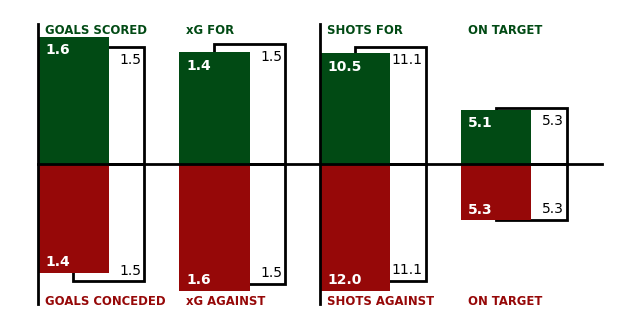 GOALS SCORED xG FOR SHOTS FOR ON TARGET
1.6 1.5 1.4 1.5 10.5 11.1 5.1 5.3
1.4 1.5 1.6 1.5 12.0 11.1 5.3 5.3
GOALS CONCEDED xG AGAINST SHOTS AGAINST ON TARGET